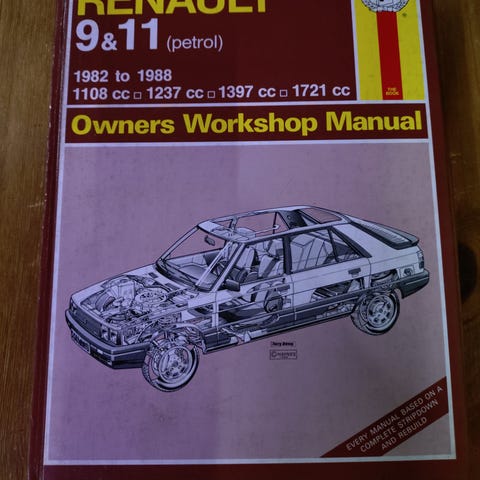 RENAULT
9 & 11 (petrol)
1982 to 1988
1108 cc □ 1237 cc □ 1397 cc □ 1721 cc
THE
BOOK
Owners Workshop Manual
HAYNES
EVERY MANUAL BASED ON A
COMPLETE STRIPDOWN
AND REBUILD